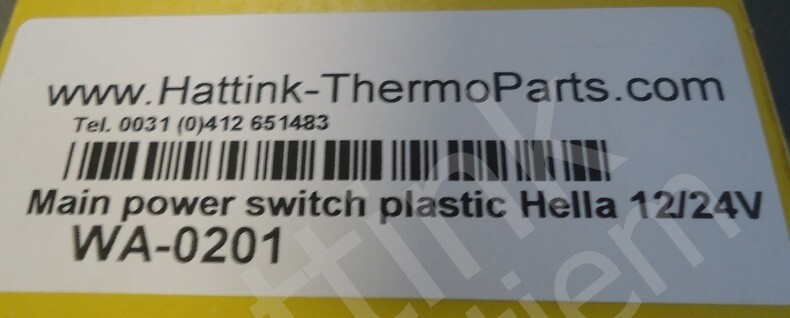 www.Hattink-ThermoParts.com
Tel. 0031 (0)412 651483
Main power switch plastic Hella 12/24V
WA-0201